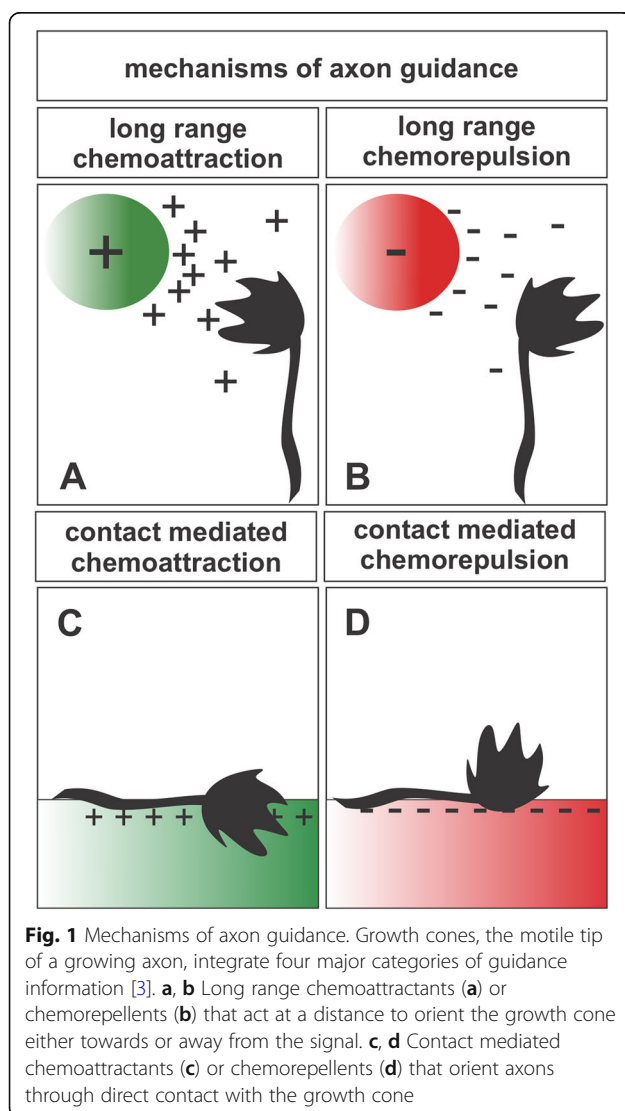 mechanisms of axon guidance
long range
chemoattraction
long range
chemorepulsion
+ + + + + + + + + + +
A
- - - - - - - - - - -
B
contact mediated
chemoattraction
contact mediated
chemorepulsion
C
+ + + + + +
D
- - - - - - - - -
Fig. 1 Mechanisms of axon guidance. Growth cones, the motile tip
of a growing axon, integrate four major categories of guidance
information [3]. a, b Long range chemoattractants (a) or
chemorepellents (b) that act at a distance to orient the growth cone
either towards or away from the signal. c, d Contact mediated
chemoattractants (c) or chemorepellents (d) that orient axons
through direct contact with the growth cone